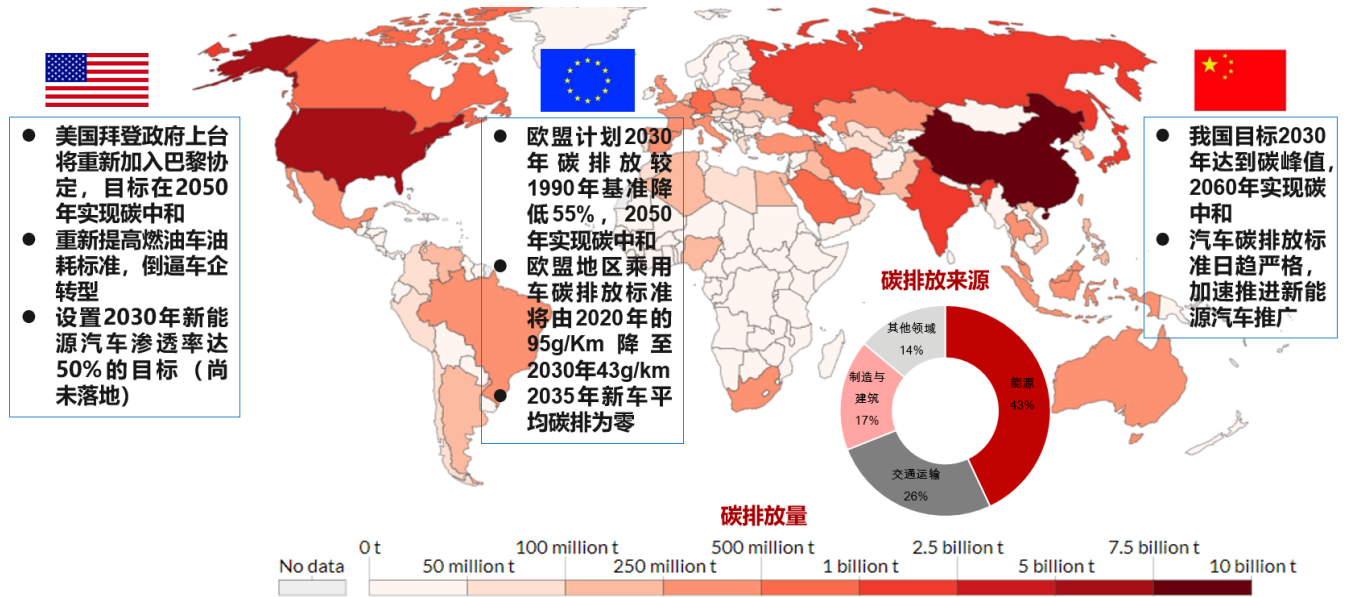 ● 美国拜登政府上台
将重新加入巴黎协
定，目标在2050
年实现碳中和
● 重新提高燃油车油
耗标准，倒逼车企
转型
● 设置2030年新能
源汽车渗透率达
50%的目标（尚
未落地）
● 欧盟计划2030
年碳排放较
1990年基准降
低55%，2050
年实现碳中和
● 欧盟地区乘用
车碳排放标准
将由2020年的
95g/Km降至
2030年43g/km
● 2035年新车平
均碳排为零
● 我国目标2030
年达到碳峰值，
2060年实现碳
中和
● 汽车碳排放标
准日趋严格，
加速推进新能
源汽车推广
碳排放来源
其他领域
14%
制造与
建筑
17%
能源
43%
交通运输
26%
碳排放量
0 t
100 million t
500 million t
2.5 billion t
7.5 billion t
No data
50 million t
250 million t
1 billion t
5 billion t
10 billion t